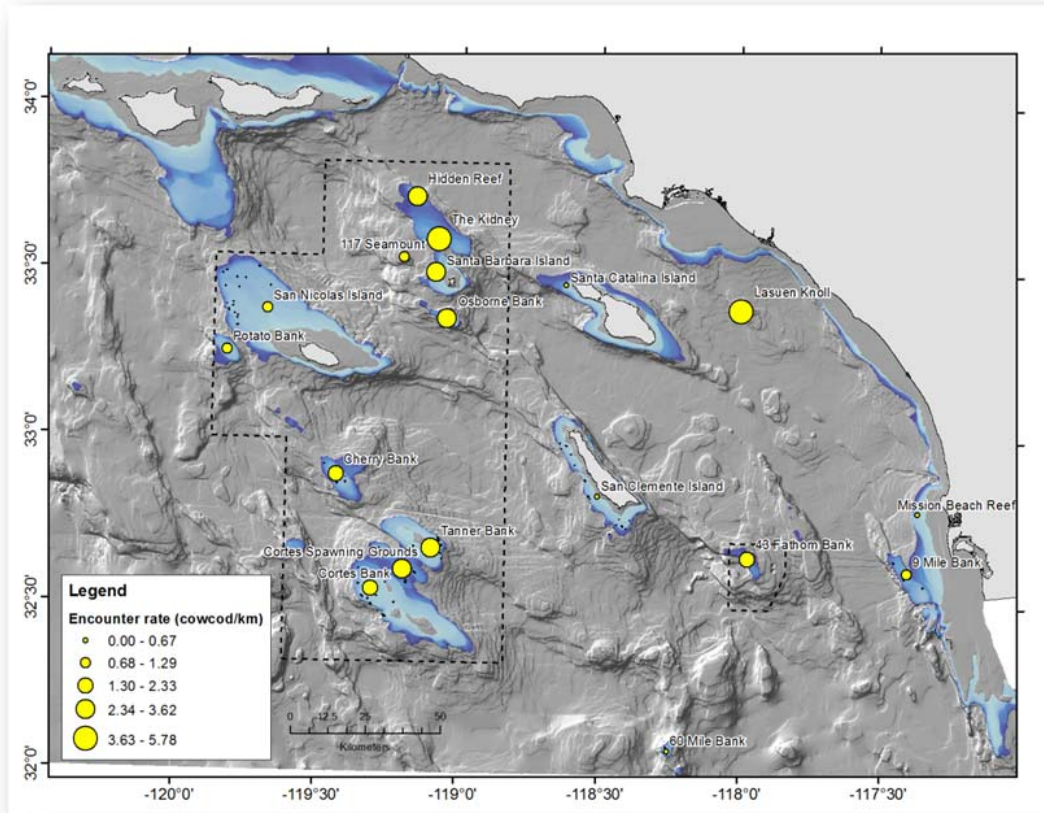 34°0'
33°30'
33°0'
32°30'
32°0'
Hidden Reef
The Kidney
117 Seamount
Santa Barbara Island
Santa Catalina Island
Lasuen Knoll
San Nicolas Island
Osborne Bank
Potato Bank
Cherry Bank
San Clemente Island
Mission Beach Reef
Tanner Bank
43 Fathom Bank
Cortes Spawning Grounds
9 Mile Bank
Cortes Bank
60 Mile Bank
Legend
Encounter rate (cowcod/km)
0.00 - 0.67
0.68 - 1.29
1.30 - 2.33
2.34 - 3.62
3.63 - 5.78
0 12.5 25 50
Kilometers
-120°0' -119°30' -119°0' -118°30' -118°0' -117°30'